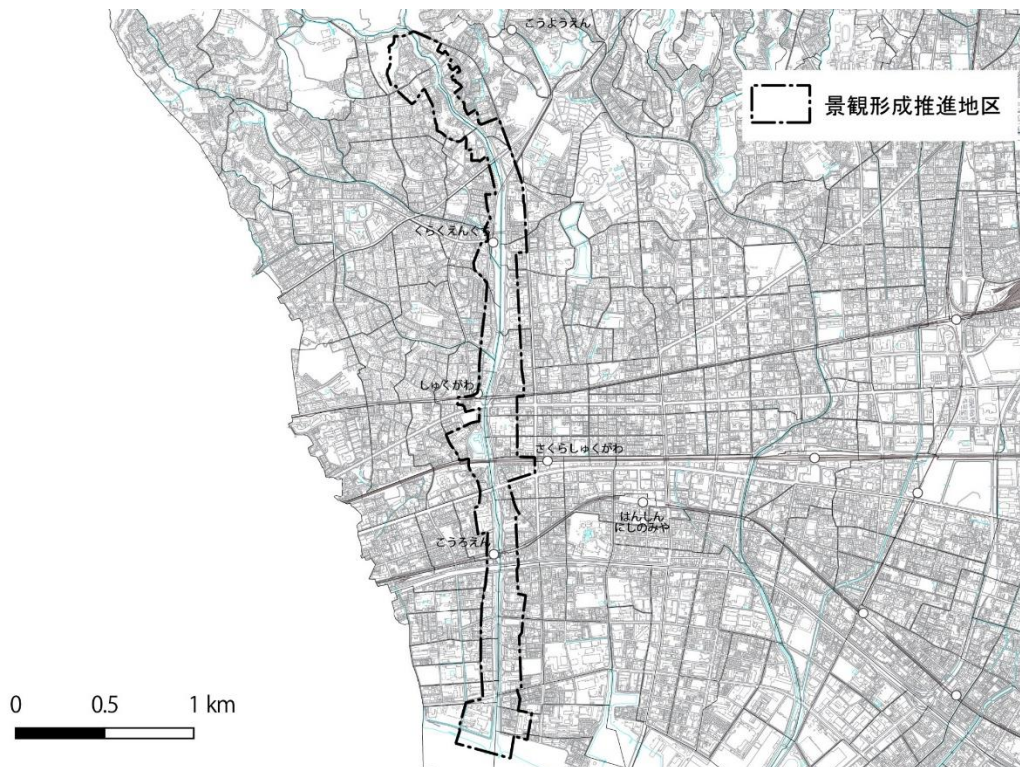 こうようえん
景観形成推進地区
くらくえんぐち
しゅくがわ
さくらしゅくがわ
はんしん
にしのみや
こうろえん
0 0.5 1 km